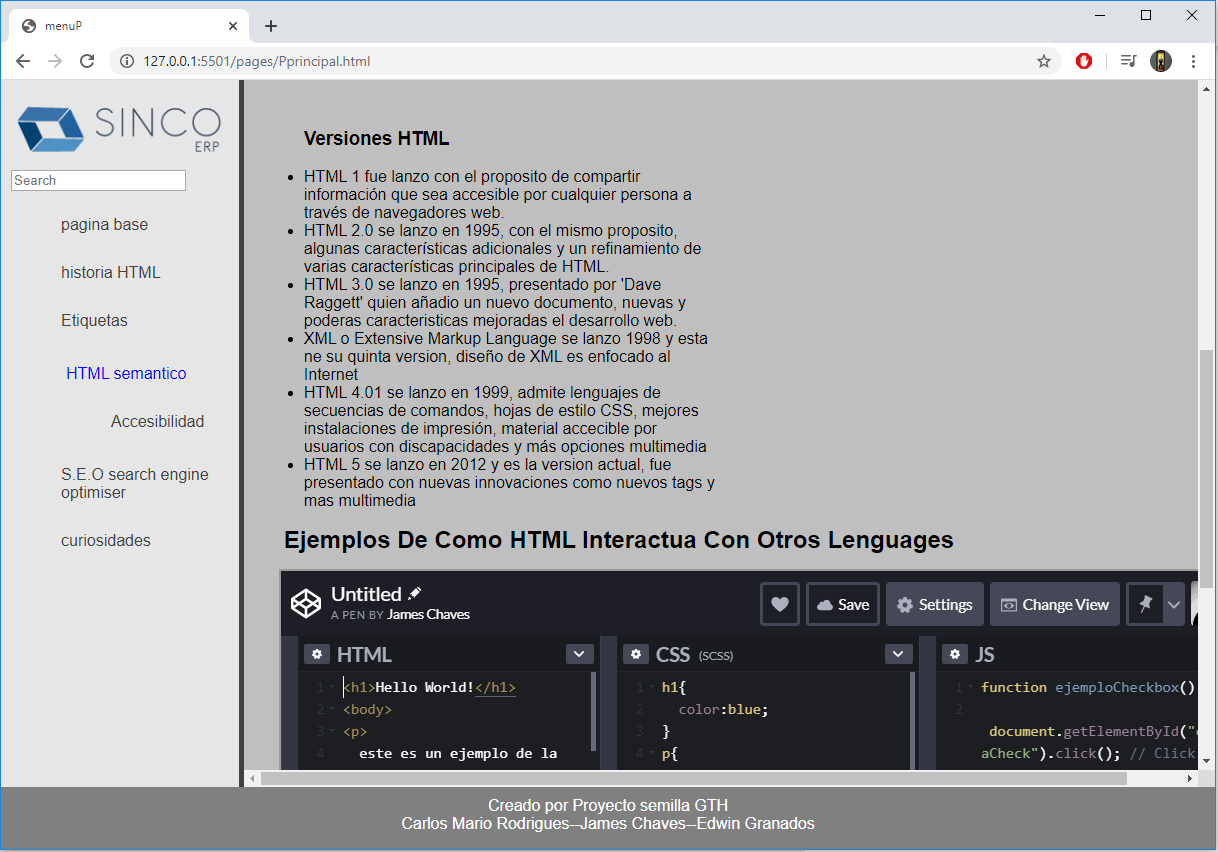 menuP
127.0.0.1:5501/pages/Pprincipal.html
SINCO
ERP
Search
pagina base
historia HTML
Etiquetas
HTML semantico
Accesibilidad
S.E.O search engine
optimiser
curiosidades
Versiones HTML
• HTML 1 fue lanzo con el proposito de compartir
información que sea accesible por cualquier persona a
través de navegadores web.
• HTML 2.0 se lanzo en 1995, con el mismo proposito,
algunas características adicionales y un refinamiento de
varias características principales de HTML.
• HTML 3.0 se lanzo en 1995, presentado por 'Dave
Raggett' quien añadio un nuevo documento, nuevas y
poderas caracteristicas mejoradas el desarrollo web.
• XML o Extensive Markup Language se lanzo 1998 y esta
ne su quinta version, diseño de XML es enfocado al
Internet
• HTML 4.01 se lanzo en 1999, admite lenguajes de
secuencias de comandos, hojas de estilo CSS, mejores
instalaciones de impresión, material accecible por
usuarios con discapacidades y más opciones multimedia
• HTML 5 se lanzo en 2012 y es la version actual, fue
presentado con nuevas innovaciones como nuevos tags y
mas multimedia
Ejemplos De Como HTML Interactua Con Otros Lenguages
Untitled
A PEN BY James Chaves
Save
Settings
Change View
HTML
1 <h1>Hello World!</h1>
2 <body>
3 <p>
4 este es un ejemplo de la
CSS (SCSS)
1 h1{
2 color:blue;
3 }
4 p{
JS
1 function ejemploCheckbox()
2
document.getElementById("
aCheck").click(); // Click
Creado por Proyecto semilla GTH
Carlos Mario Rodrigues--James Chaves--Edwin Granados